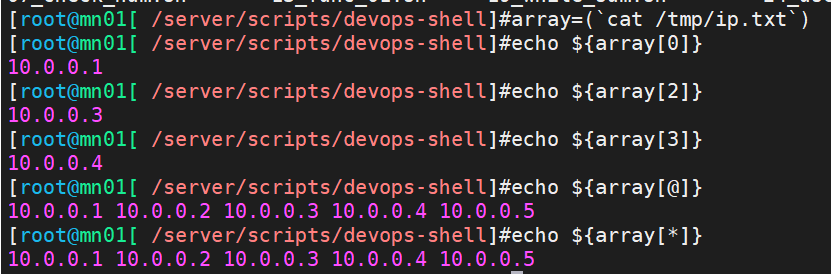 [root@mn01[ /server/scripts/devops-shell]#array=(`cat /tmp/ip.txt`)
[root@mn01[ /server/scripts/devops-shell]#echo ${array[0]}
10.0.0.1
[root@mn01[ /server/scripts/devops-shell]#echo ${array[2]}
10.0.0.3
[root@mn01[ /server/scripts/devops-shell]#echo ${array[3]}
10.0.0.4
[root@mn01[ /server/scripts/devops-shell]#echo ${array[@]}
10.0.0.1 10.0.0.2 10.0.0.3 10.0.0.4 10.0.0.5
[root@mn01[ /server/scripts/devops-shell]#echo ${array[*]}
10.0.0.1 10.0.0.2 10.0.0.3 10.0.0.4 10.0.0.5